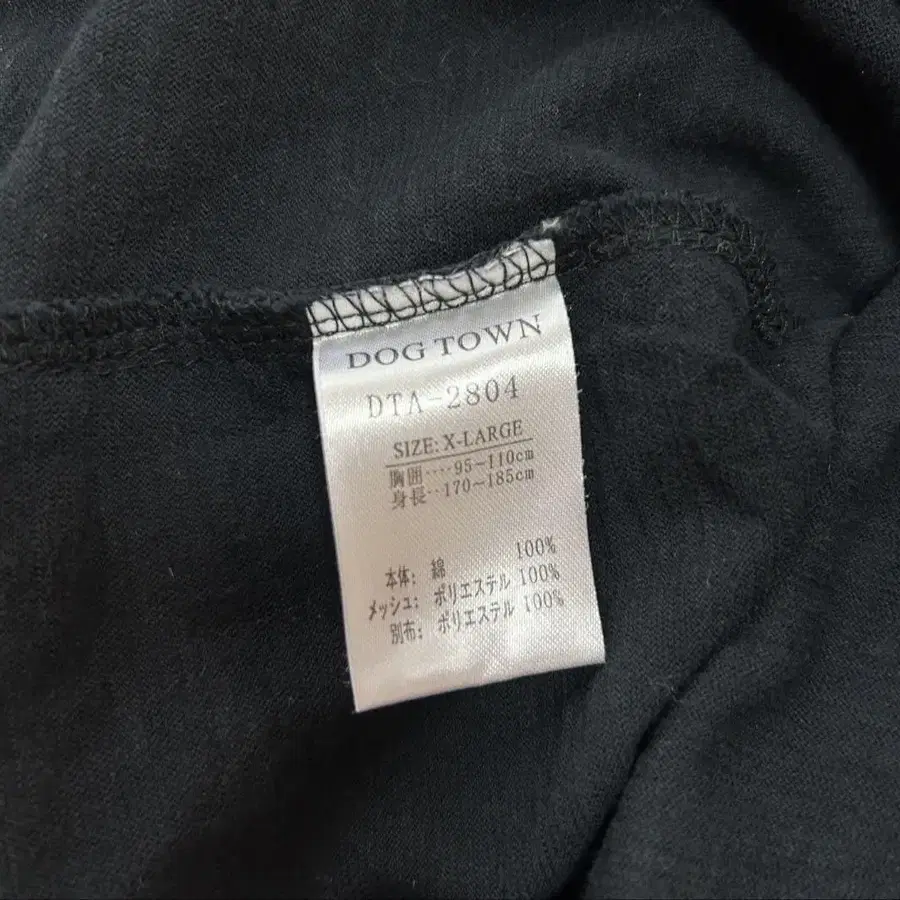 DOG TOWN
DTA-2804
SIZE: X-LARGE
胸囲‥‥95~110cm
身長‥170~185cm
本体: 綿 100%
メッシュ: ポリエステル 100%
別布: ポリエステル 100%